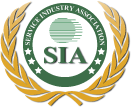 SERVICE INDUSTRY ASSOCIATION
SIA